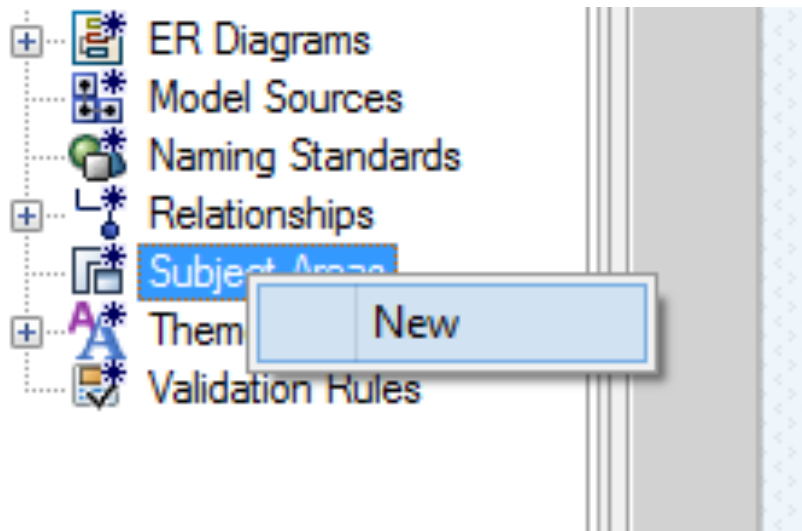 ER Diagrams
Model Sources
Naming Standards
Relationships
Subject Areas
New
Them
Validation Rules